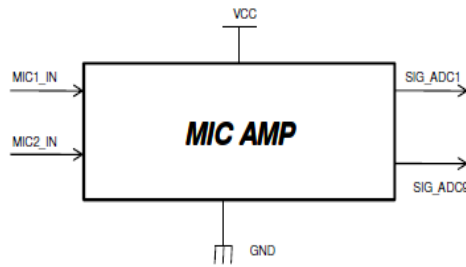 VCC
MIC1_IN
SIG_ADC1
MIC AMP
MIC2_IN
SIG_ADC9
GND